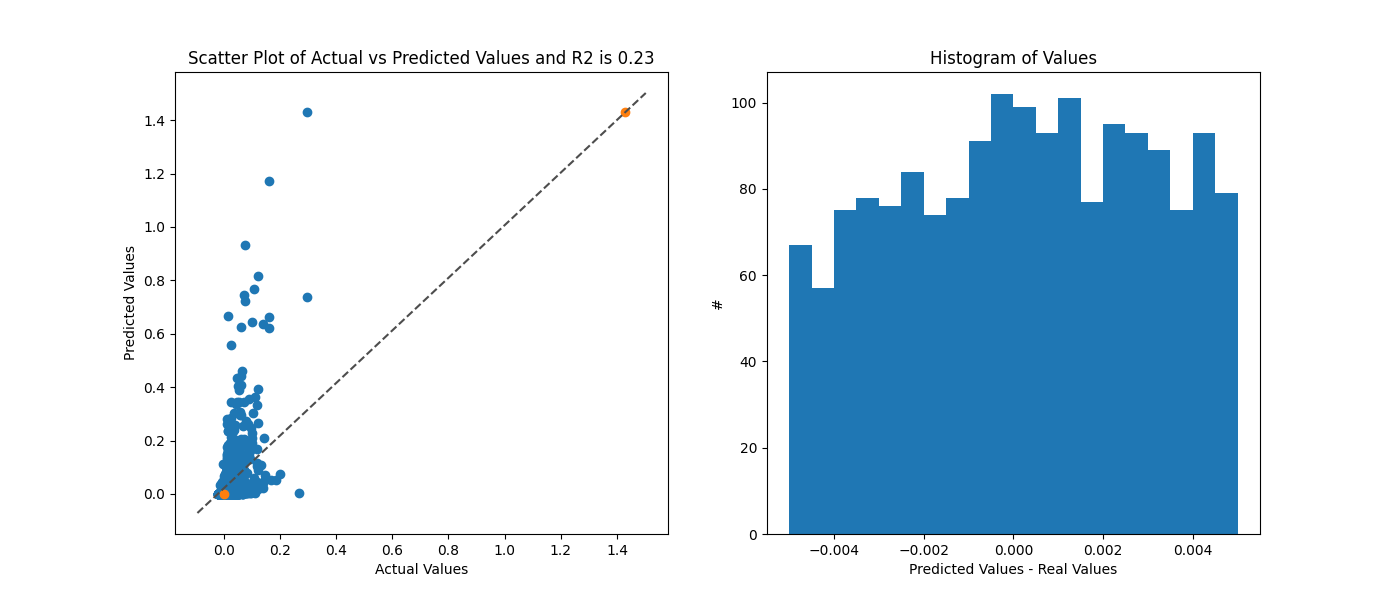 Scatter Plot of Actual vs Predicted Values and R2 is 0.23
1.4
1.2
1.0
0.8
0.6
0.4
0.2
0.0
Predicted Values
0.0 0.2 0.4 0.6 0.8 1.0 1.2 1.4
Actual Values
Histogram of Values
100
80
60
40
20
0
#
−0.004 −0.002 0.000 0.002 0.004
Predicted Values - Real Values